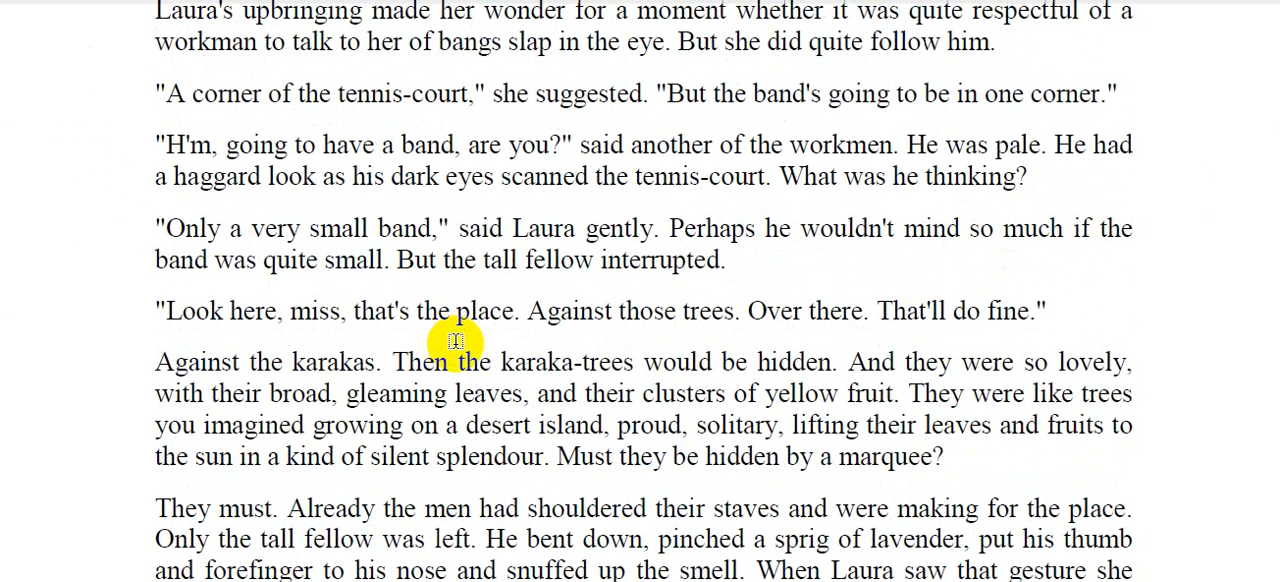 Laura's upbringing made her wonder for a moment whether it was quite respectful of a
workman to talk to her of bangs slap in the eye. But she did quite follow him.
"A corner of the tennis-court," she suggested. "But the band's going to be in one corner."
"H'm, going to have a band, are you?" said another of the workmen. He was pale. He had
a haggard look as his dark eyes scanned the tennis-court. What was he thinking?
"Only a very small band," said Laura gently. Perhaps he wouldn't mind so much if the
band was quite small. But the tall fellow interrupted.
"Look here, miss, that's the place. Against those trees. Over there. That'll do fine."
Against the karakas. Then the karaka-trees would be hidden. And they were so lovely,
with their broad, gleaming leaves, and their clusters of yellow fruit. They were like trees
you imagined growing on a desert island, proud, solitary, lifting their leaves and fruits to
the sun in a kind of silent splendour. Must they be hidden by a marquee?
They must. Already the men had shouldered their staves and were making for the place.
Only the tall fellow was left. He bent down, pinched a sprig of lavender, put his thumb
and forefinger to his nose and snuffed up the smell. When Laura saw that gesture she